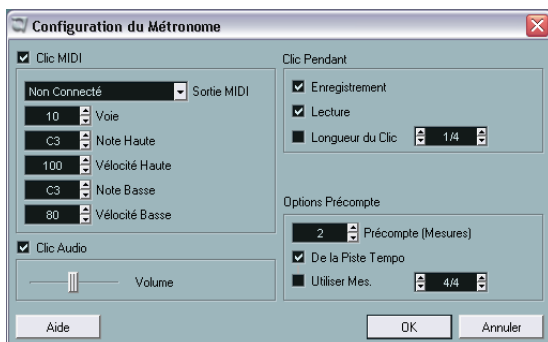 Configuration du Métronome
Clic MIDI
Non Connecté Sortie MIDI
10 Voie
C3 Note Haute
100 Vélocité Haute
C3 Note Basse
80 Vélocité Basse
Clic Audio
Volume
Clic Pendant
Enregistrement
Lecture
Longueur du Clic 1/4
Options Précompte
2 Précompte (Mesures)
De la Piste Tempo
Utiliser Mes. 4/4
Aide
OK
Annuler